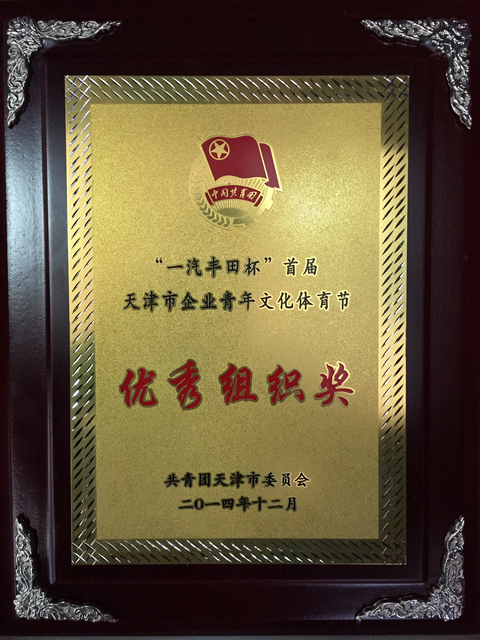 中国共青团
“一汽丰田杯”首届
天津市企业青年文化体育节
优秀组织奖
共青团天津市委员会
二〇一四年十二月